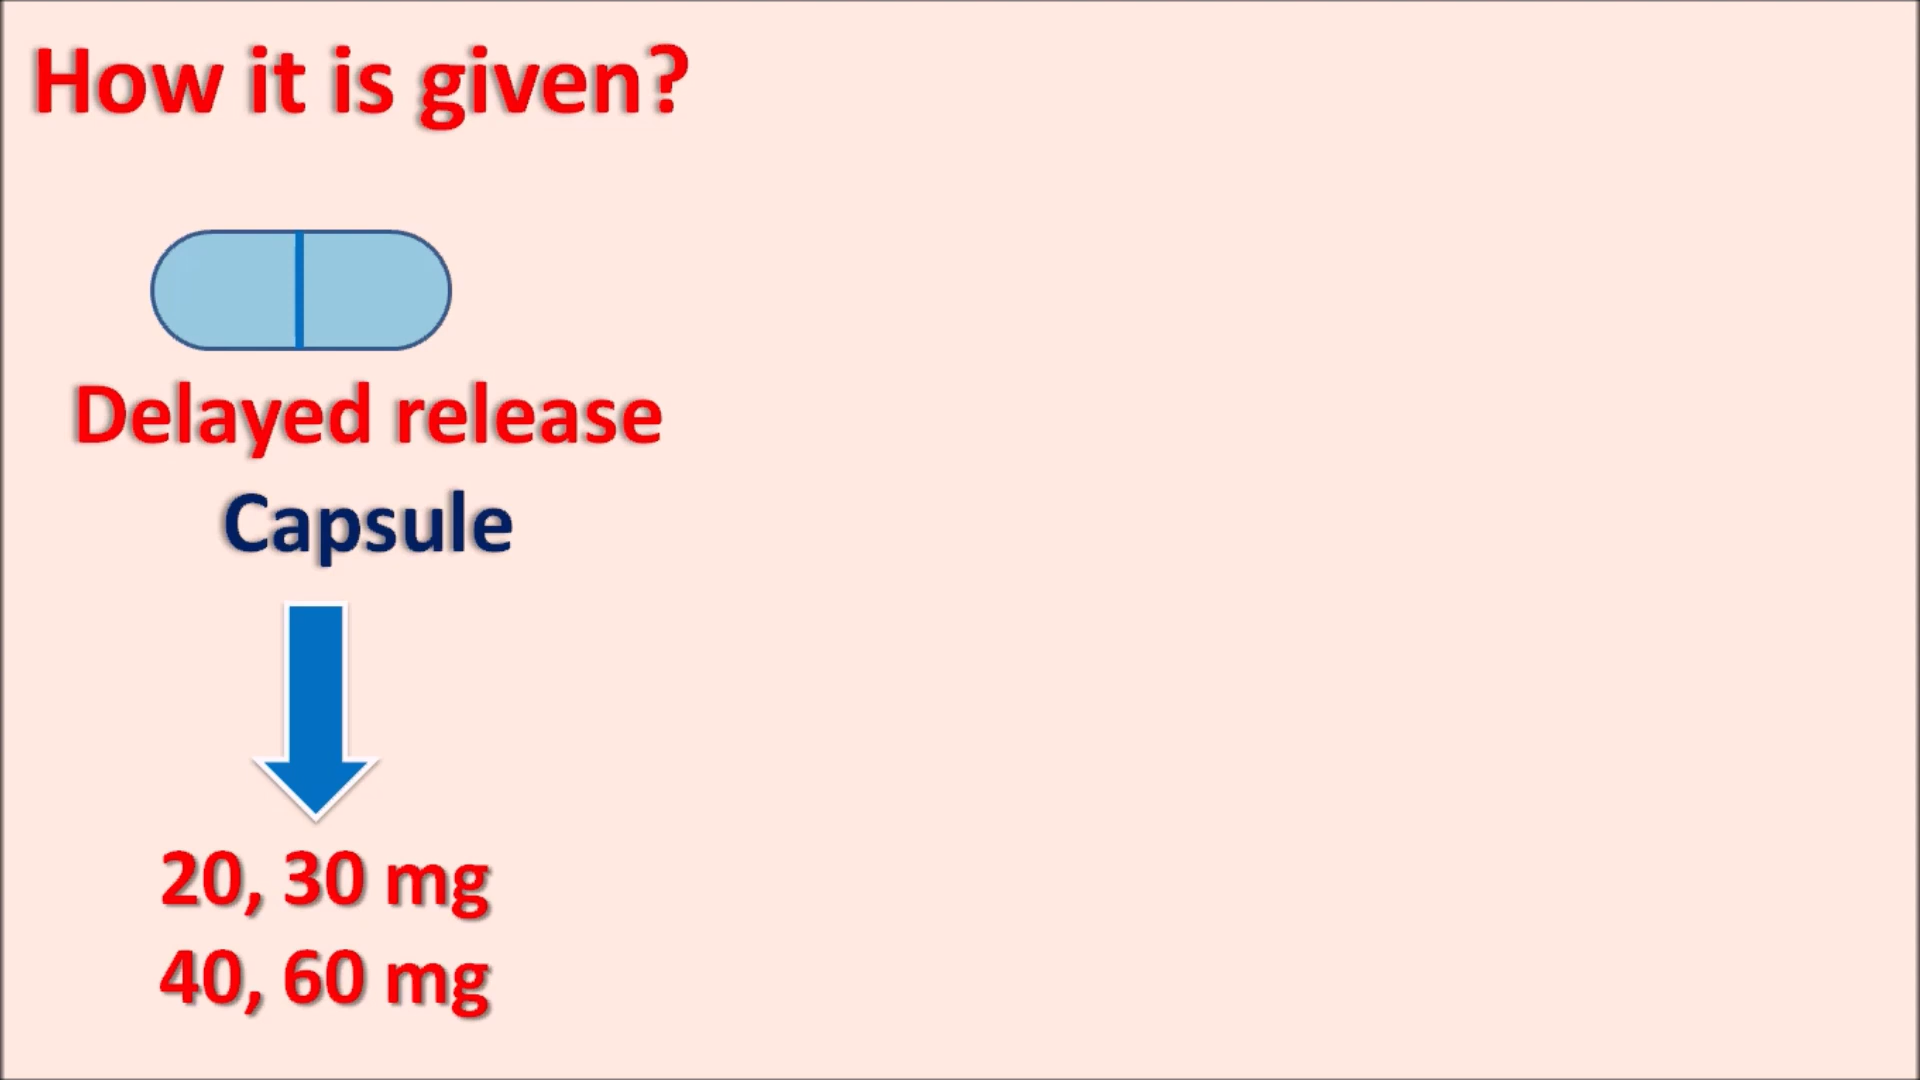 How it is given?
Delayed release
Capsule
20, 30 mg
40, 60 mg